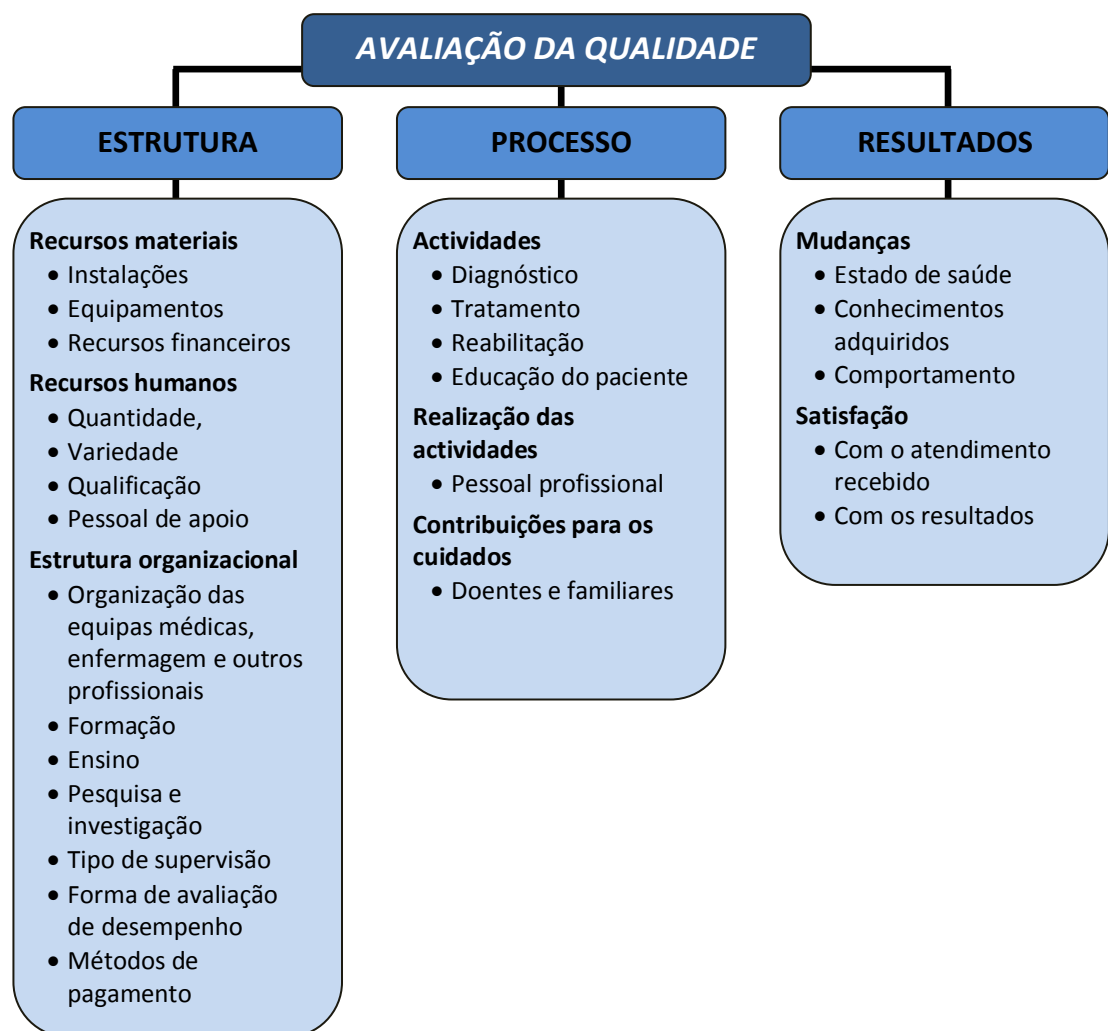 AVALIAÇÃO DA QUALIDADE
ESTRUTURA
Recursos materiais
• Instalações
• Equipamentos
• Recursos financeiros
Recursos humanos
• Quantidade,
• Variedade
• Qualificação
• Pessoal de apoio
Estrutura organizacional
• Organização das
equipas médicas,
enfermagem e outros
profissionais
• Formação
• Ensino
• Pesquisa e
investigação
• Tipo de supervisão
• Forma de avaliação
de desempenho
• Métodos de
pagamento
PROCESSO
Actividades
• Diagnóstico
• Tratamento
• Reabilitação
• Educação do paciente
Realização das
actividades
• Pessoal profissional
Contribuições para os
cuidados
• Doentes e familiares
RESULTADOS
Mudanças
• Estado de saúde
• Conhecimentos
adquiridos
• Comportamento
Satisfação
• Com o atendimento
recebido
• Com os resultados